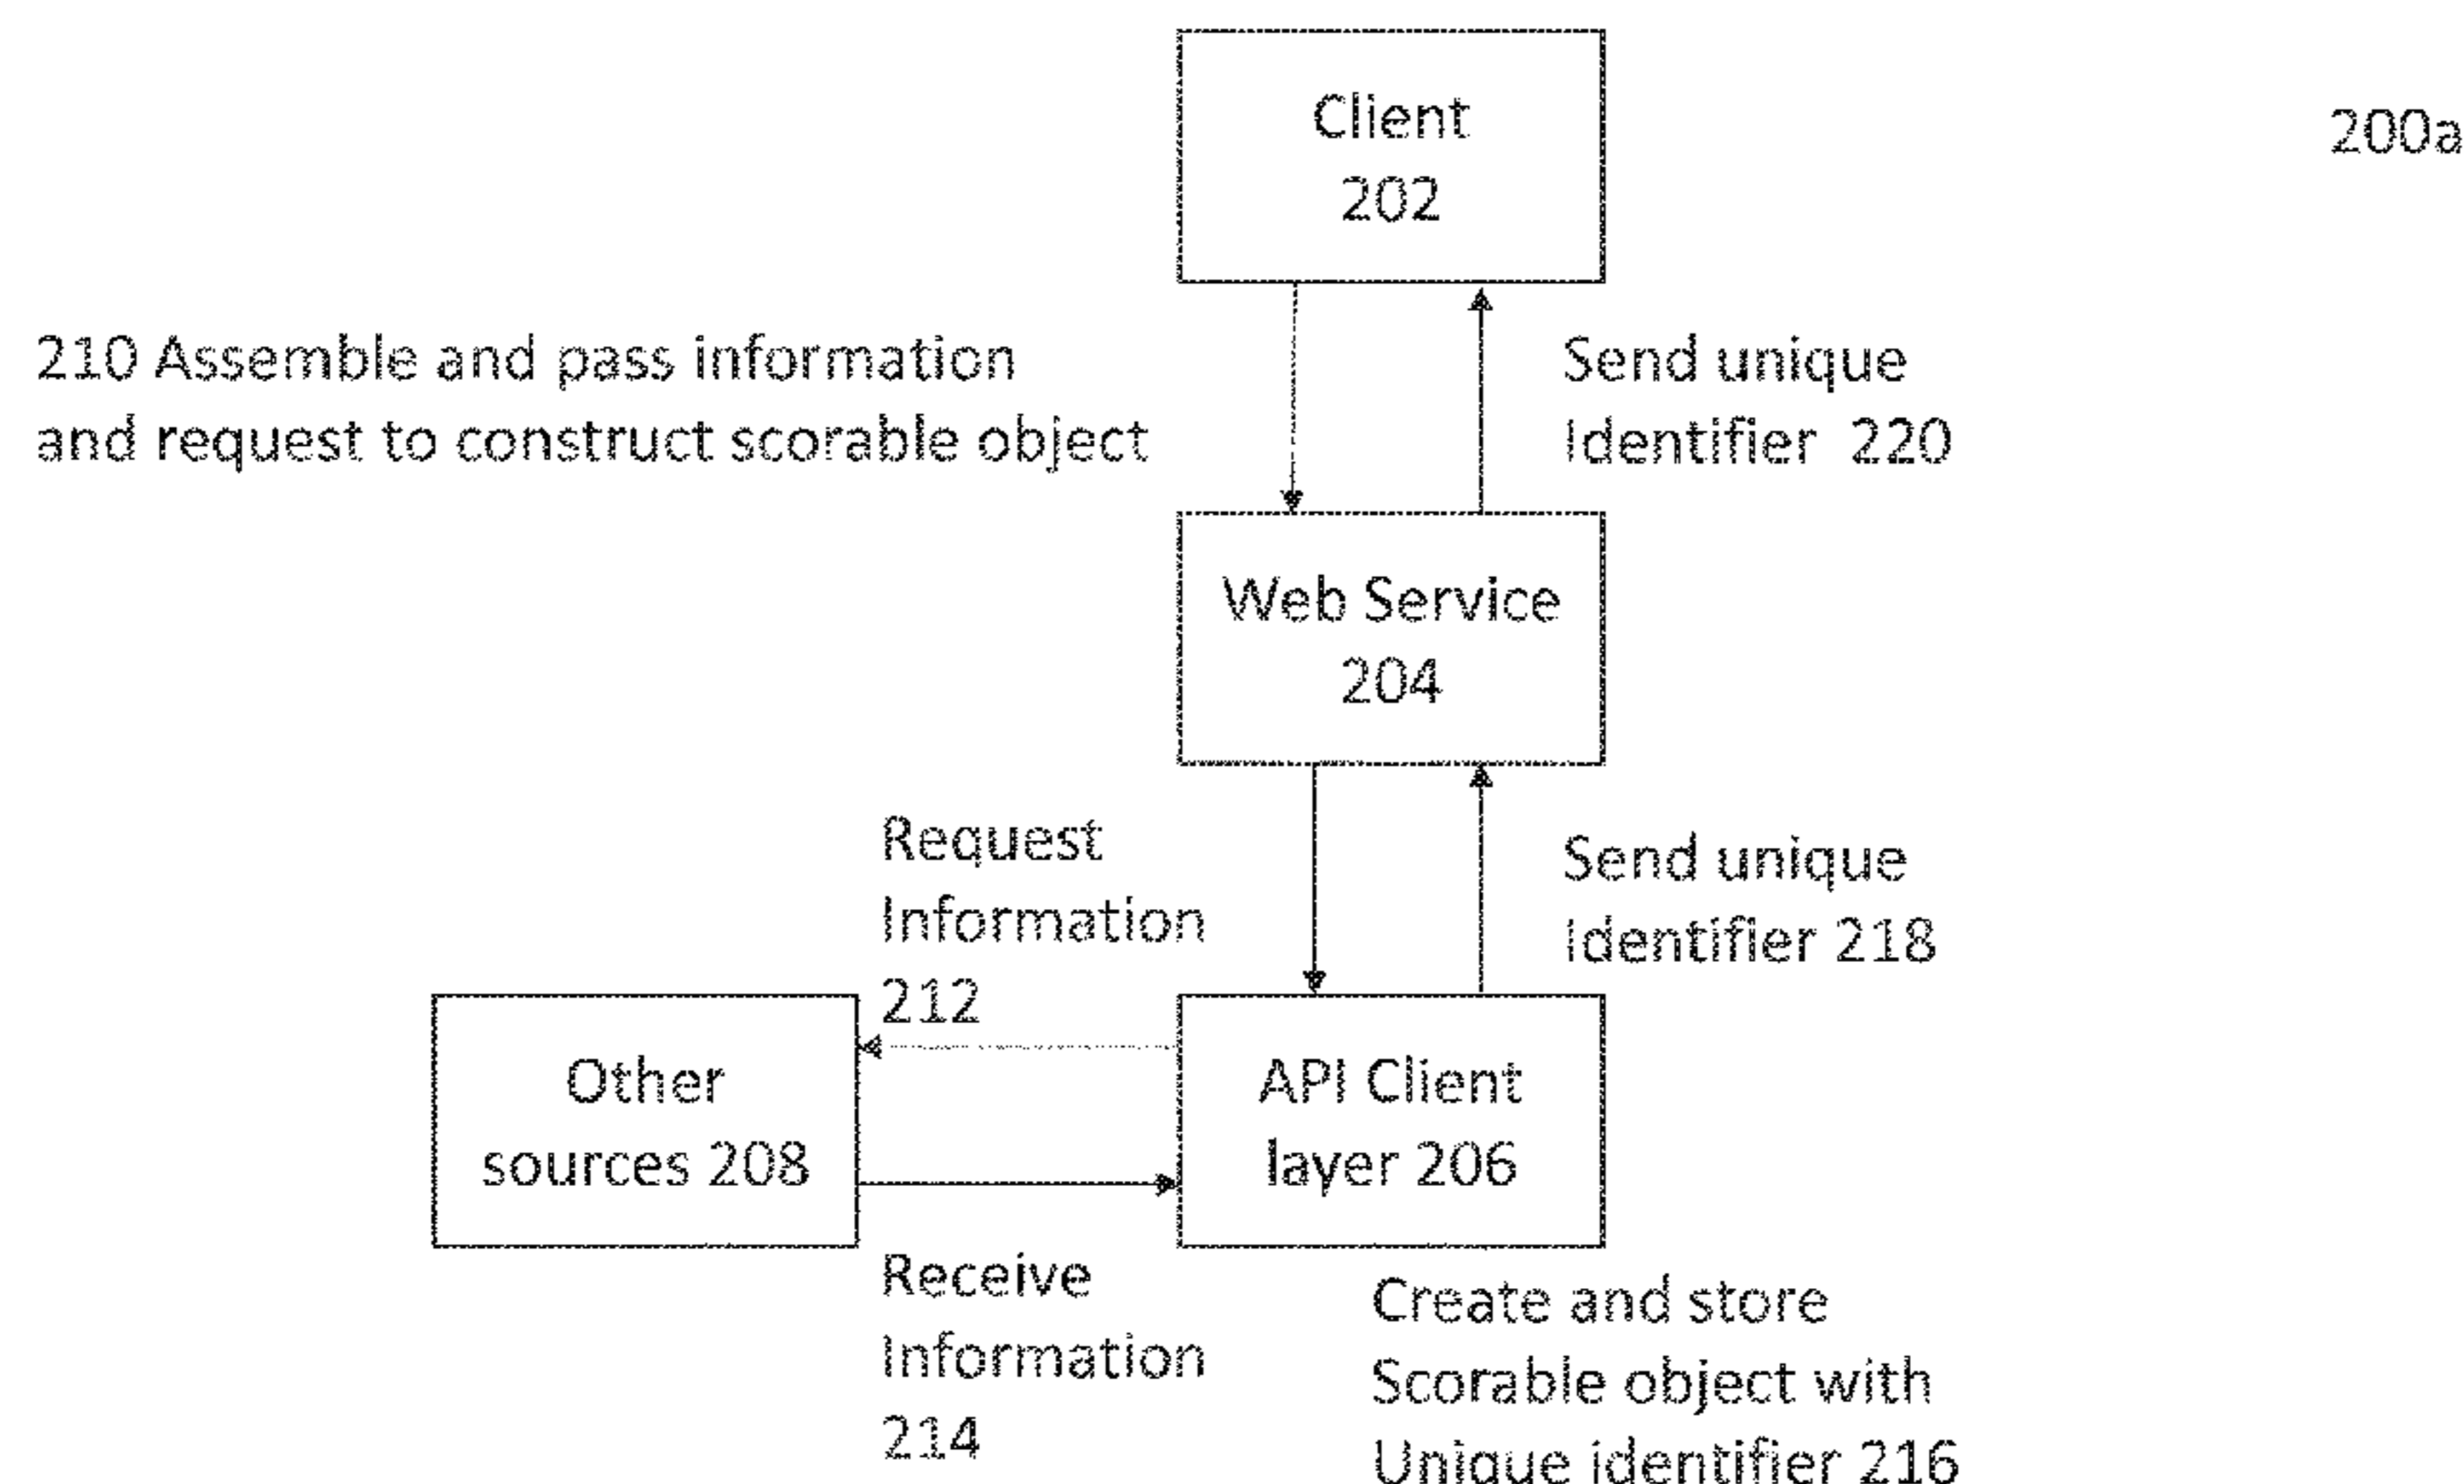 Client
202
200a
210 Assemble and pass information
and request to construct scorable object
Send unique
Identifier 220
Web Service
204
Request
Information
212
Send unique
Identifier 218
Other
sources 208
API Client
layer 206
Receive
Information
214
Create and store
Scorable object with
Unique identifier 216